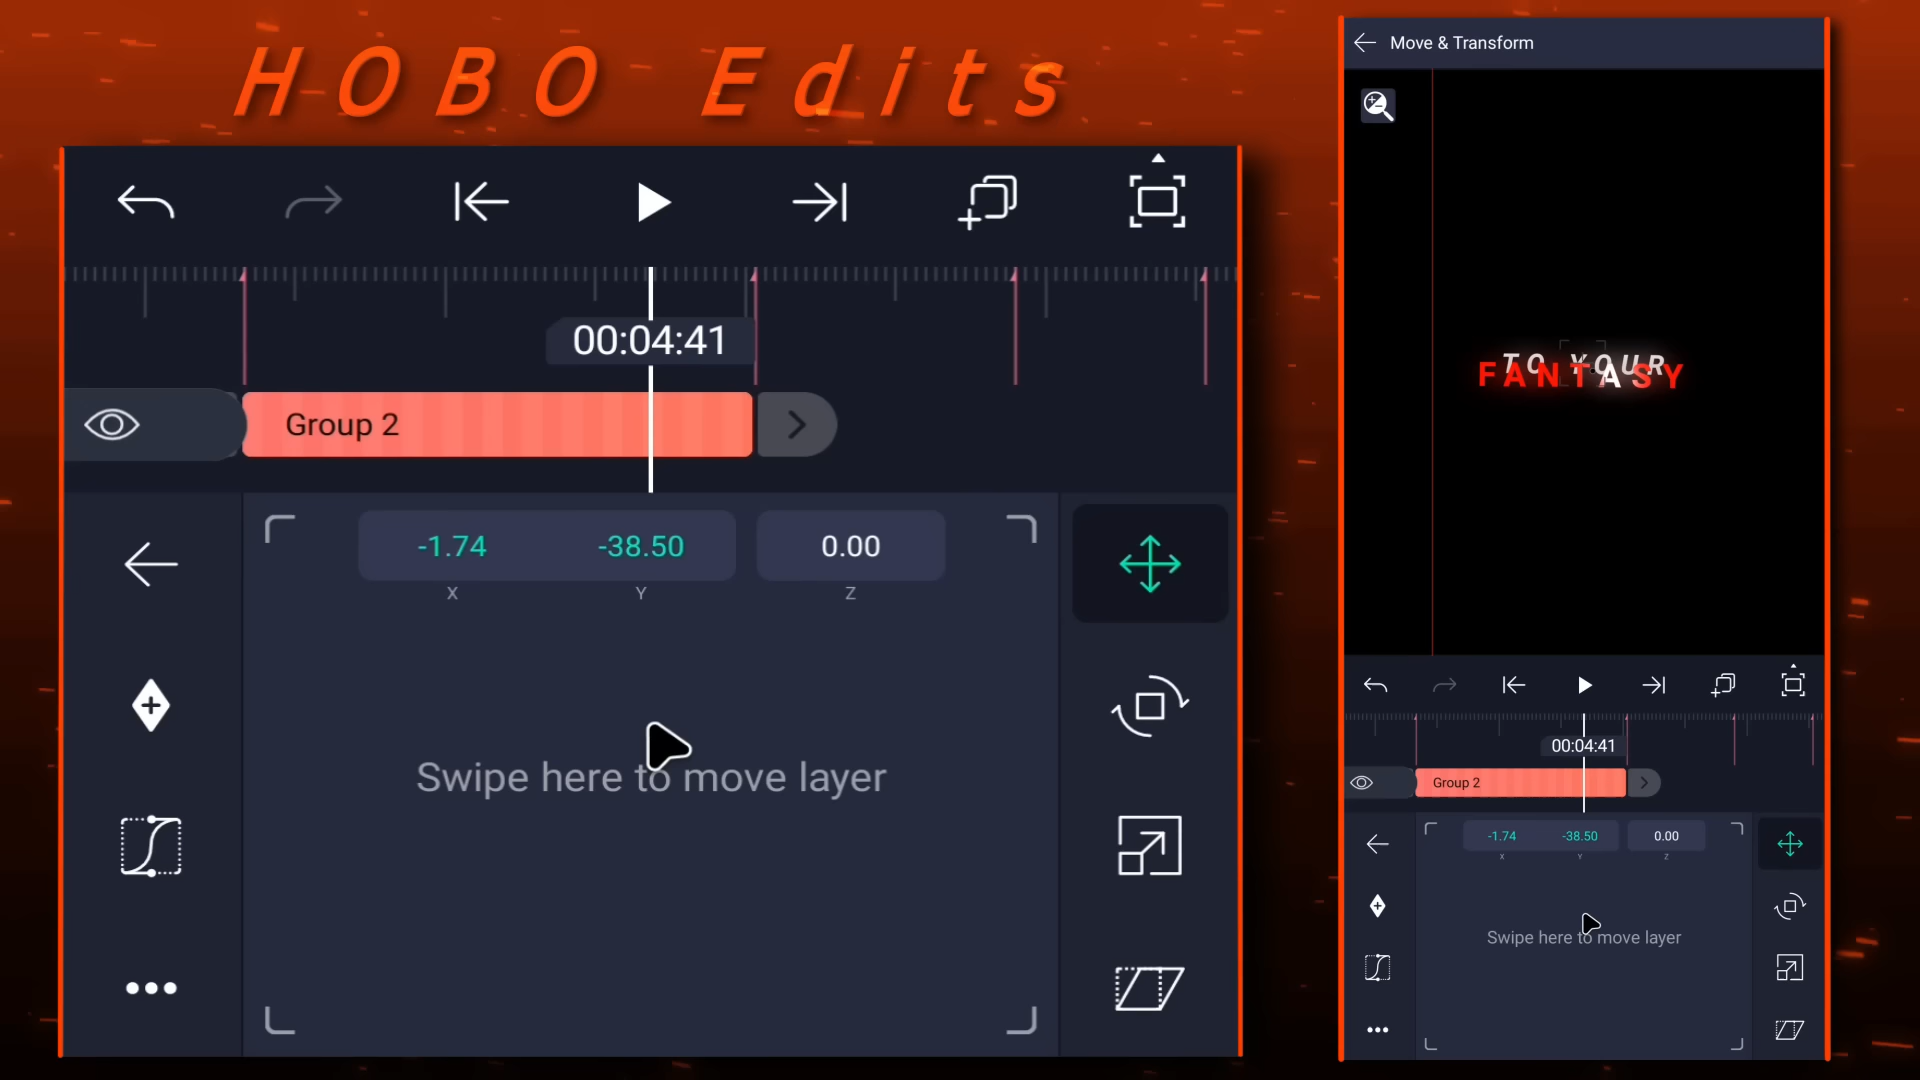 HOBO Edits
00:04:41
Group 2
-1.74 -38.50 0.00
X Y Z
Swipe here to move layer
Move & Transform
TO YOUR
FANTASY
00:04:41
Group 2
-1.74 -38.50 0.00
X Y Z
Swipe here to move layer